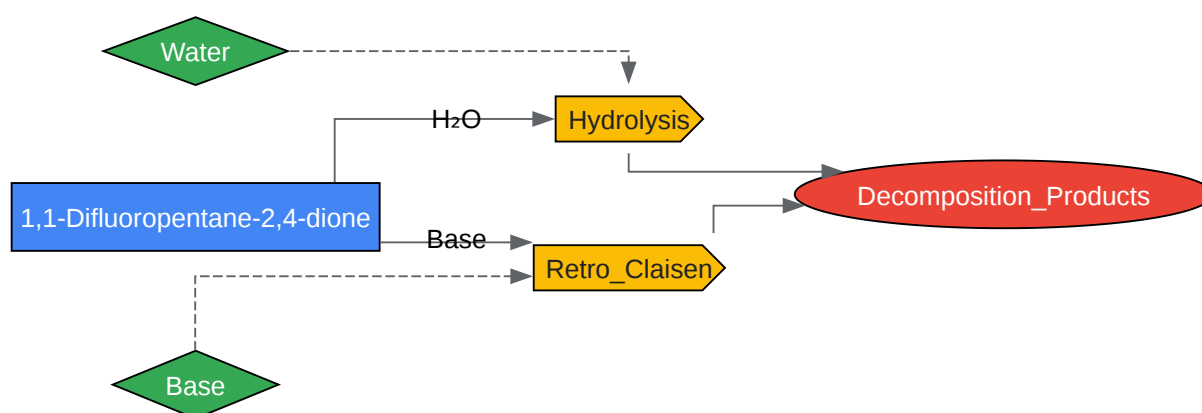 Water
H₂O
Hydrolysis
1,1-Difluoropentane-2,4-dione
Decomposition_Products
Base
Retro_Claisen
Base